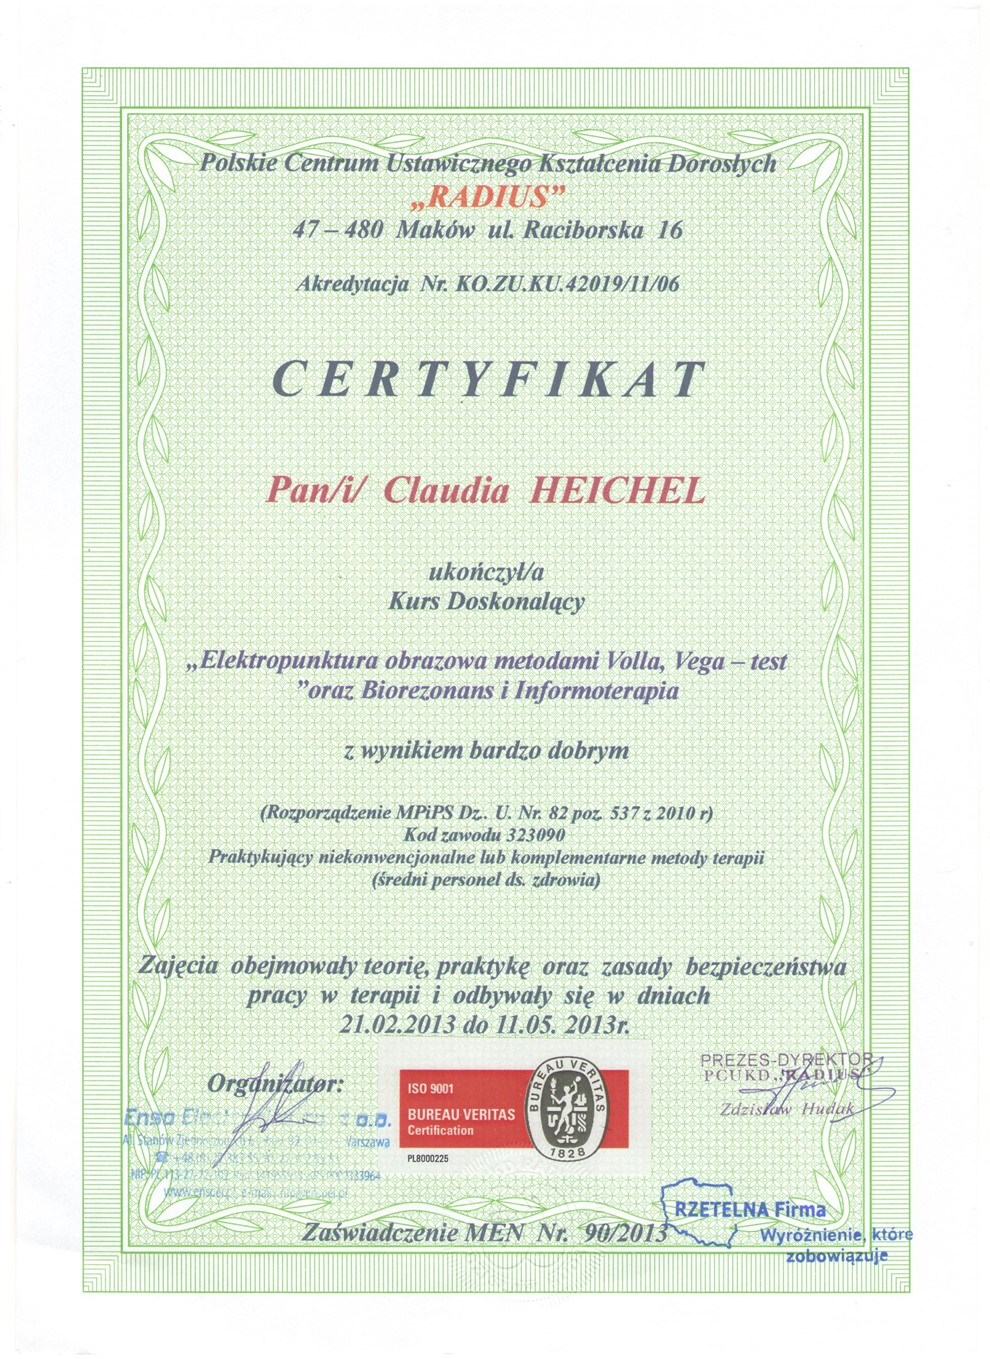 Polskie Centrum Ustawicznego Kształcenia Dorosłych
„RADIUS”
47 – 480 Maków ul. Raciborska 16
Akredytacja Nr. KO.ZU.KU.42019/11/06
CERTYFIKAT
Pan/i/ Claudia HEICHEL
ukończył/a
Kurs Doskonalący
„Elektropunktura obrazowa metodami Volla, Vega – test
”oraz Biorezonans i Informoterapia
z wynikiem bardzo dobrym
(Rozporządzenie MPiPS Dz.. U. Nr. 82 poz. 537 z 2010 r)
Kod zawodu 323090
Praktykujący niekonwencjonalne lub komplementarne metody terapii
(średni personel ds. zdrowia)
Zajęcia obejmowały teorię, praktykę oraz zasady bezpieczeństwa
pracy w terapii i odbywały się w dniach
21.02.2013 do 11.05. 2013r.
Organizator:
Enso o.o.
Al. Stanów Warszawa
ISO 9001
BUREAU VERITAS
Certification
PL8000225
BUREAU VERITAS
1828
PREZES-DYREKTOR
PCUKD „RADIUS”
Zdzisław Hudak
RZETELNA Firma
Wyróżnienie, które
zobowiązuje
Zaświadczenie MEN Nr. 90/2013